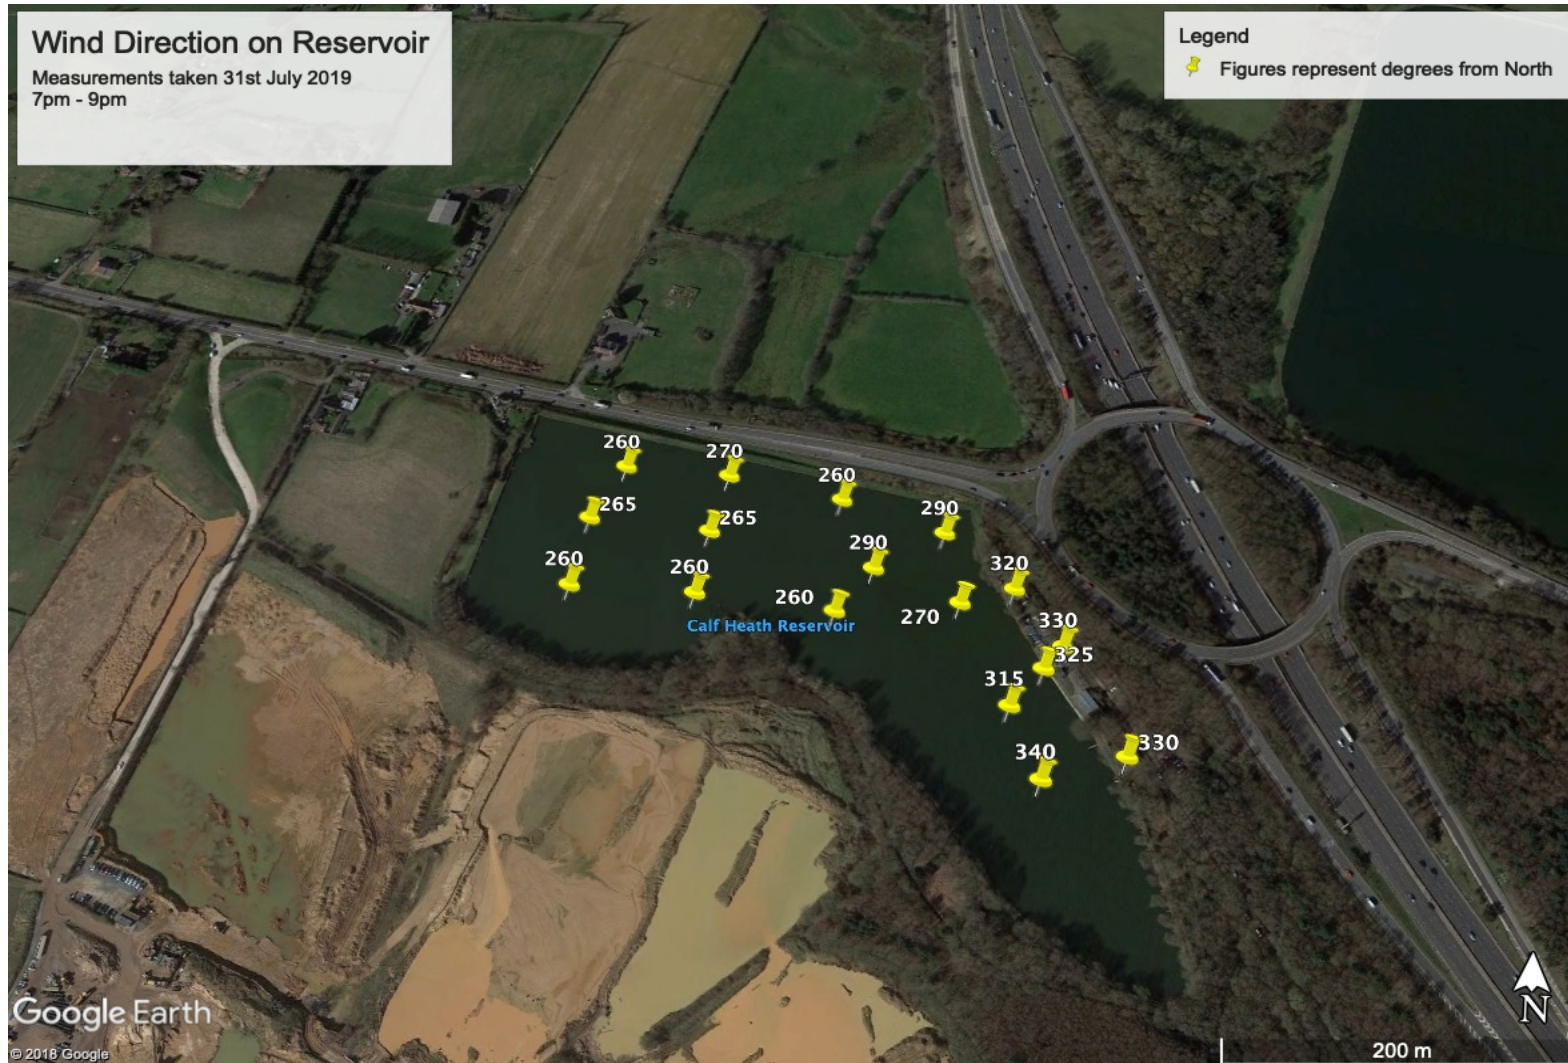 Wind Direction on Reservoir
Measurements taken 31st July 2019
7pm - 9pm
Legend
Figures represent degrees from North
260
270
260
265
265
290
290
260
260
320
260
270
330
325
315
330
340
Calf Heath Reservoir
Google Earth
© 2018 Google
N
200 m